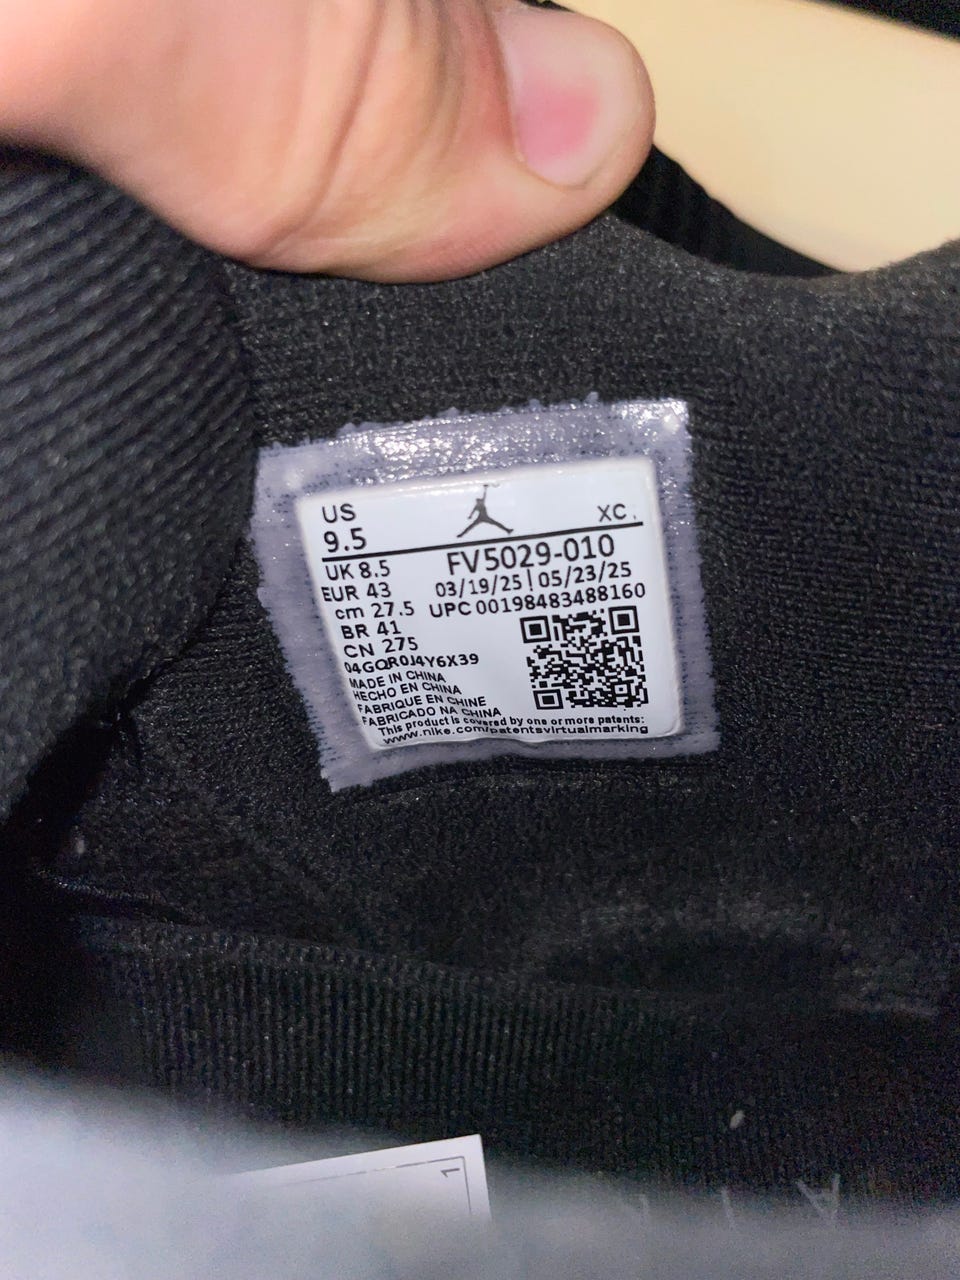 US XC.
9.5
FV5029-010
UK 8.5
03/19/25 | 05/23/25
EUR 43
UPC 00198483488160
cm 27.5
BR 41
CN 275
04GQR0J4Y6X39
MADE IN CHINA
HECHO EN CHINA
FABRIQUE EN CHINE
FABRICADO NA CHINA
This product is covered by one or more patents:
www.nike.com/patentsvirtualmarking
1